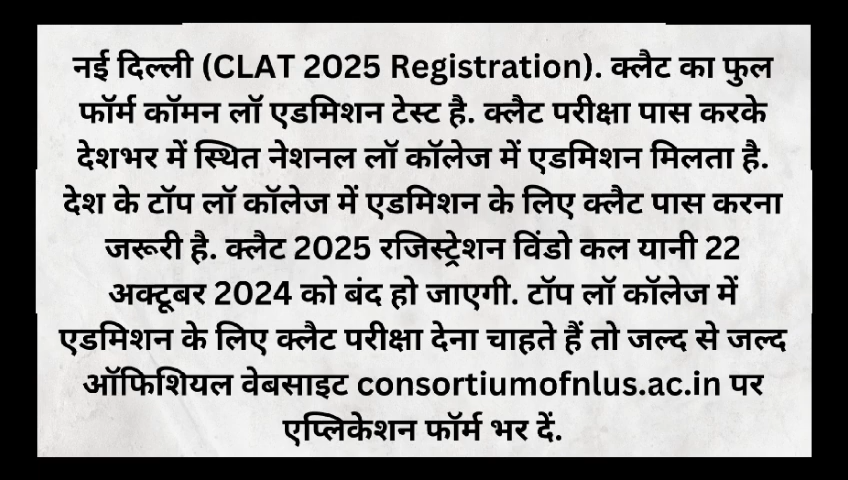 नई दिल्ली (CLAT 2025 Registration). क्लैट का फुल
फॉर्म कॉमन लॉ एडमिशन टेस्ट है. क्लैट परीक्षा पास करके
देशभर में स्थित नेशनल लॉ कॉलेज में एडमिशन मिलता है.
देश के टॉप लॉ कॉलेज में एडमिशन के लिए क्लैट पास करना
जरूरी है. क्लैट 2025 रजिस्ट्रेशन विंडो कल यानी 22
अक्टूबर 2024 को बंद हो जाएगी. टॉप लॉ कॉलेज में
एडमिशन के लिए क्लैट परीक्षा देना चाहते हैं तो जल्द से जल्द
ऑफिशियल वेबसाइट consortiumofnlus.ac.in पर
एप्लिकेशन फॉर्म भर दें.